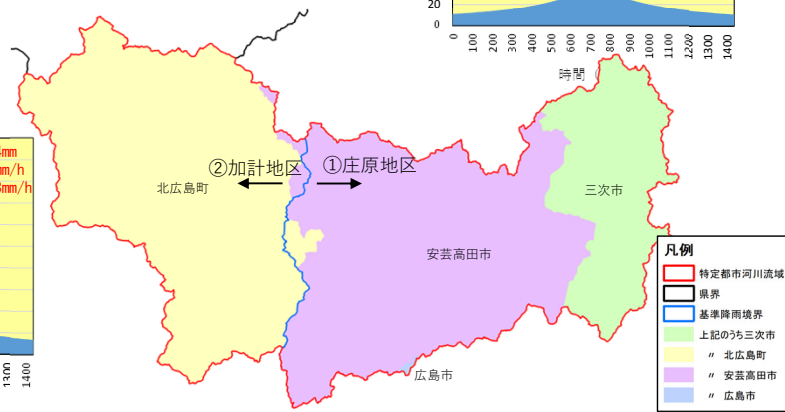 20
0
0 100 200 300 400 500 600 700 800 900 1000 1100 1200 1300 1400
時間
mm
mm/h
mm/h
1300 1400
②加計地区
①庄原地区
北広島町
三次市
安芸高田市
広島市
凡例
特定都市河川流域
県界
基準降雨境界
上記のうち三次市
〃 北広島町
〃 安芸高田市
〃 広島市